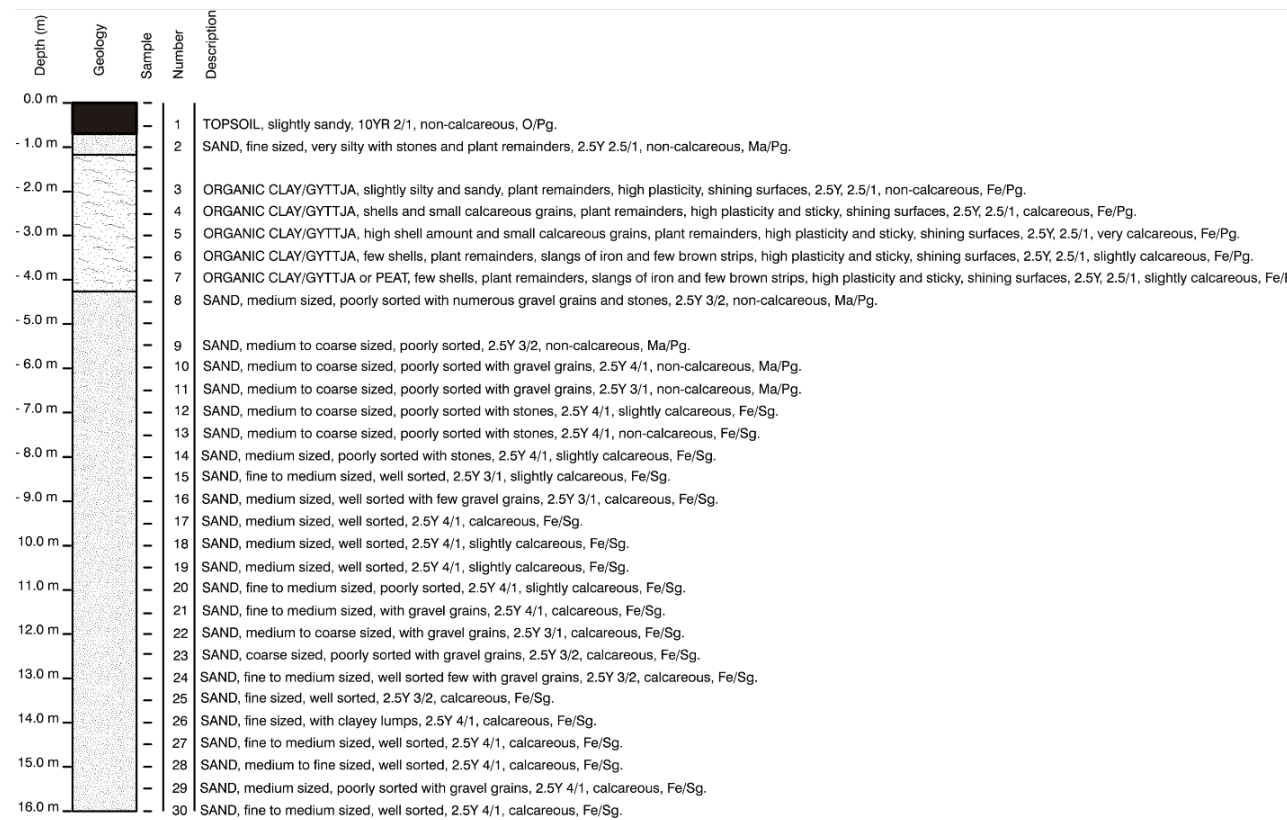 Depth (m)
Geology
Sample
Number
Description
0.0 m
1 TOPSOIL, slightly sandy, 10YR 2/1, non-calcareous, O/Pg.
- 1.0 m
2 SAND, fine sized, very silty with stones and plant remainders, 2.5Y 2.5/1, non-calcareous, Ma/Pg.
- 2.0 m
3 ORGANIC CLAY/GYTTJA, slightly silty and sandy, plant remainders, high plasticity, shining surfaces, 2.5Y, 2.5/1, non-calcareous, Fe/Pg.
4 ORGANIC CLAY/GYTTJA, shells and small calcareous grains, plant remainders, high plasticity and sticky, shining surfaces, 2.5Y, 2.5/1, calcareous, Fe/Pg.
- 3.0 m
5 ORGANIC CLAY/GYTTJA, high shell amount and small calcareous grains, plant remainders, high plasticity and sticky, shining surfaces, 2.5Y, 2.5/1, very calcareous, Fe/Pg.
6 ORGANIC CLAY/GYTTJA, few shells, plant remainders, slangs of iron and few brown strips, high plasticity and sticky, shining surfaces, 2.5Y, 2.5/1, slightly calcareous, Fe/Pg.
- 4.0 m
7 ORGANIC CLAY/GYTTJA or PEAT, few shells, plant remainders, slangs of iron and few brown strips, high plasticity and sticky, shining surfaces, 2.5Y, 2.5/1, slightly calcareous, Fe/
8 SAND, medium sized, poorly sorted with numerous gravel grains and stones, 2.5Y 3/2, non-calcareous, Ma/Pg.
- 5.0 m
9 SAND, medium to coarse sized, poorly sorted, 2.5Y 3/2, non-calcareous, Ma/Pg.
- 6.0 m
10 SAND, medium to coarse sized, poorly sorted with gravel grains, 2.5Y 4/1, non-calcareous, Ma/Pg.
11 SAND, medium to coarse sized, poorly sorted with gravel grains, 2.5Y 3/1, non-calcareous, Ma/Pg.
- 7.0 m
12 SAND, medium to coarse sized, poorly sorted with stones, 2.5Y 4/1, slightly calcareous, Fe/Sg.
13 SAND, medium to coarse sized, poorly sorted with stones, 2.5Y 4/1, non-calcareous, Fe/Sg.
- 8.0 m
14 SAND, medium sized, poorly sorted with stones, 2.5Y 4/1, slightly calcareous, Fe/Sg.
15 SAND, fine to medium sized, well sorted, 2.5Y 3/1, slightly calcareous, Fe/Sg.
- 9.0 m
16 SAND, medium sized, well sorted with few gravel grains, 2.5Y 3/1, calcareous, Fe/Sg.
17 SAND, medium sized, well sorted, 2.5Y 4/1, calcareous, Fe/Sg.
10.0 m
18 SAND, medium sized, well sorted, 2.5Y 4/1, slightly calcareous, Fe/Sg.
19 SAND, medium sized, well sorted, 2.5Y 4/1, slightly calcareous, Fe/Sg.
11.0 m
20 SAND, fine to medium sized, poorly sorted, 2.5Y 4/1, slightly calcareous, Fe/Sg.
21 SAND, fine to medium sized, with gravel grains, 2.5Y 4/1, calcareous, Fe/Sg.
12.0 m
22 SAND, medium to coarse sized, with gravel grains, 2.5Y 3/1, calcareous, Fe/Sg.
23 SAND, coarse sized, poorly sorted with gravel grains, 2.5Y 3/2, calcareous, Fe/Sg.
13.0 m
24 SAND, fine to medium sized, well sorted few with gravel grains, 2.5Y 3/2, calcareous, Fe/Sg.
25 SAND, fine sized, well sorted, 2.5Y 3/2, calcareous, Fe/Sg.
14.0 m
26 SAND, fine sized, with clayey lumps, 2.5Y 4/1, calcareous, Fe/Sg.
27 SAND, fine to medium sized, well sorted, 2.5Y 4/1, calcareous, Fe/Sg.
15.0 m
28 SAND, medium to fine sized, well sorted, 2.5Y 4/1, calcareous, Fe/Sg.
29 SAND, medium sized, poorly sorted with gravel grains, 2.5Y 4/1, calcareous, Fe/Sg.
16.0 m
30 SAND, fine to medium sized, well sorted, 2.5Y 4/1, calcareous, Fe/Sg.